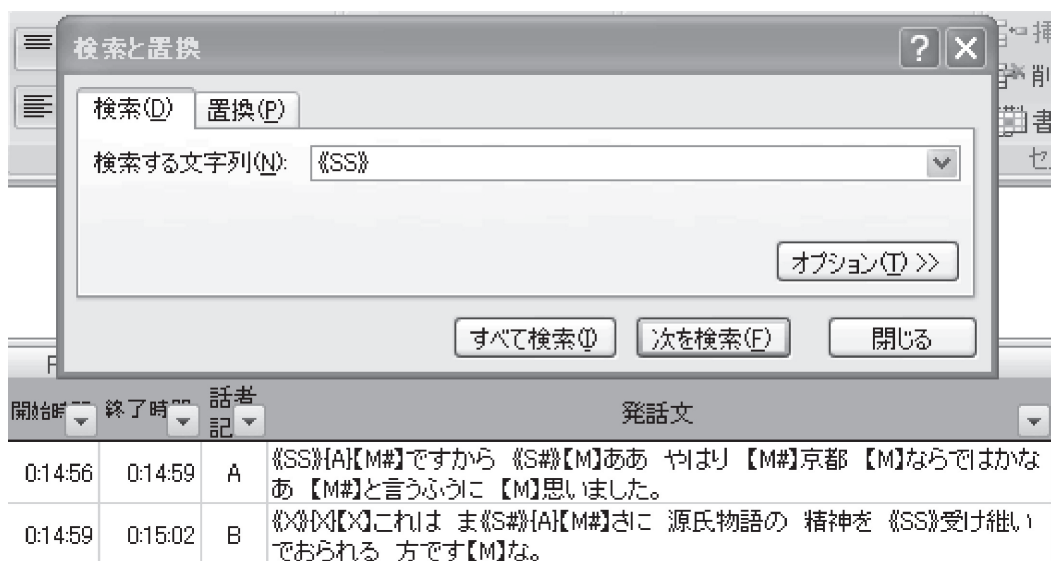 検索と置換
挿
削
書
セ
検索(D) 置換(P)
検索する文字列(N): 《SS》
オプション(T) >>
すべて検索(I) 次を検索(F) 閉じる
開始時 終了時 話者記 発話文
0:14:56 0:14:59 A 《SS》{A}【M#】ですから 《S#》【M】ああ やはり 【M#】京都 【M】ならではかな
あ 【M#】と言うふうに 【M】思いました。
0:14:59 0:15:02 B 《X》{X}【X】これは ま《S#》{A}【M#】さに 源氏物語の 精神を 《SS》受け継い
でおられる 方です【M】な。